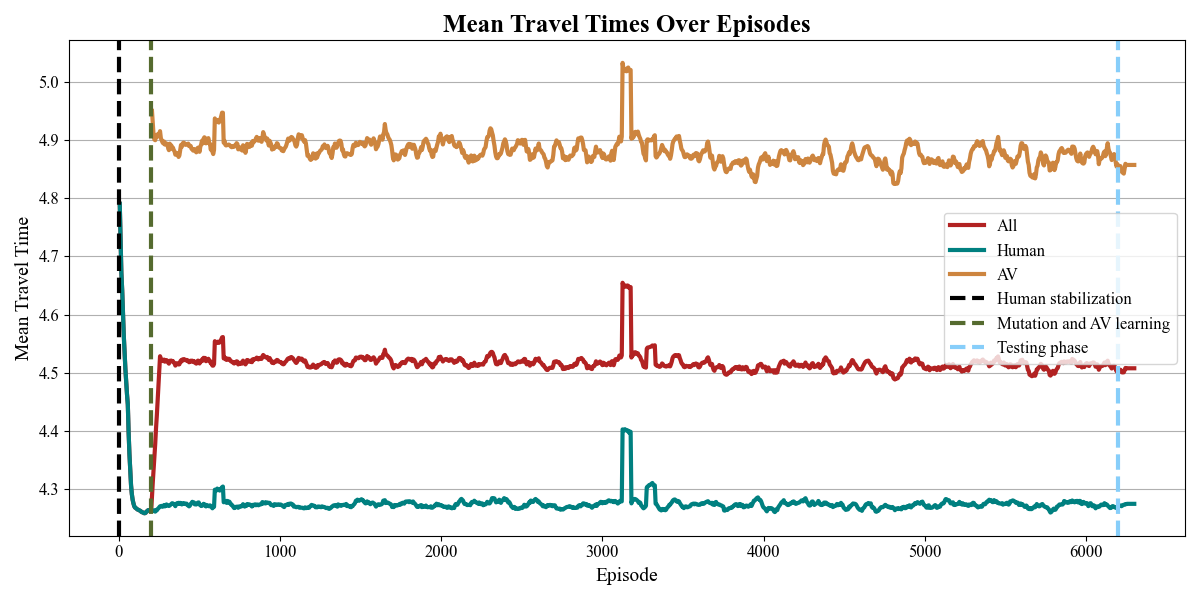 Mean Travel Times Over Episodes
Mean Travel Time
5.0
4.9
4.8
4.7
4.6
4.5
4.4
4.3
All
Human
AV
Human stabilization
Mutation and AV learning
Testing phase
0 1000 2000 3000 4000 5000 6000
Episode